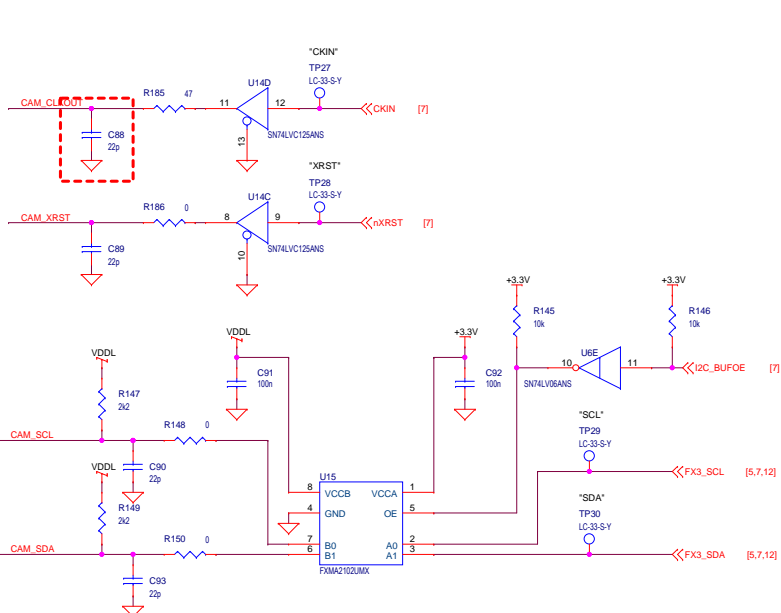 "CKIN"
TP27
LC-33-S-Y
CAM_CLKOUT
R185 47
11
U14D
12
CKIN [7]
C88
22p
13
SN74LVC125ANS
"XRST"
TP28
LC-33-S-Y
CAM_XRST
R186 0
8
U14C
9
nXRST [7]
C89
22p
10
SN74LVC125ANS
+3.3V
+3.3V
R145
10k
R146
10k
VDDL
+3.3V
U6E
10
11
I2C_BUFOE [7]
SN74LV06ANS
VDDL
C91
100n
C92
100n
R147
2k2
"SCL"
TP29
LC-33-S-Y
CAM_SCL
R148 0
VDDL
C90
22p
FX3_SCL [5,7,12]
U15
8 VCCB VCCA 1
4 GND OE 5
7 B0 A0 2
6 B1 A1 3
FXMA2102UMX
R149
2k2
"SDA"
TP30
LC-33-S-Y
CAM_SDA
R150 0
FX3_SDA [5,7,12]
C93
22p